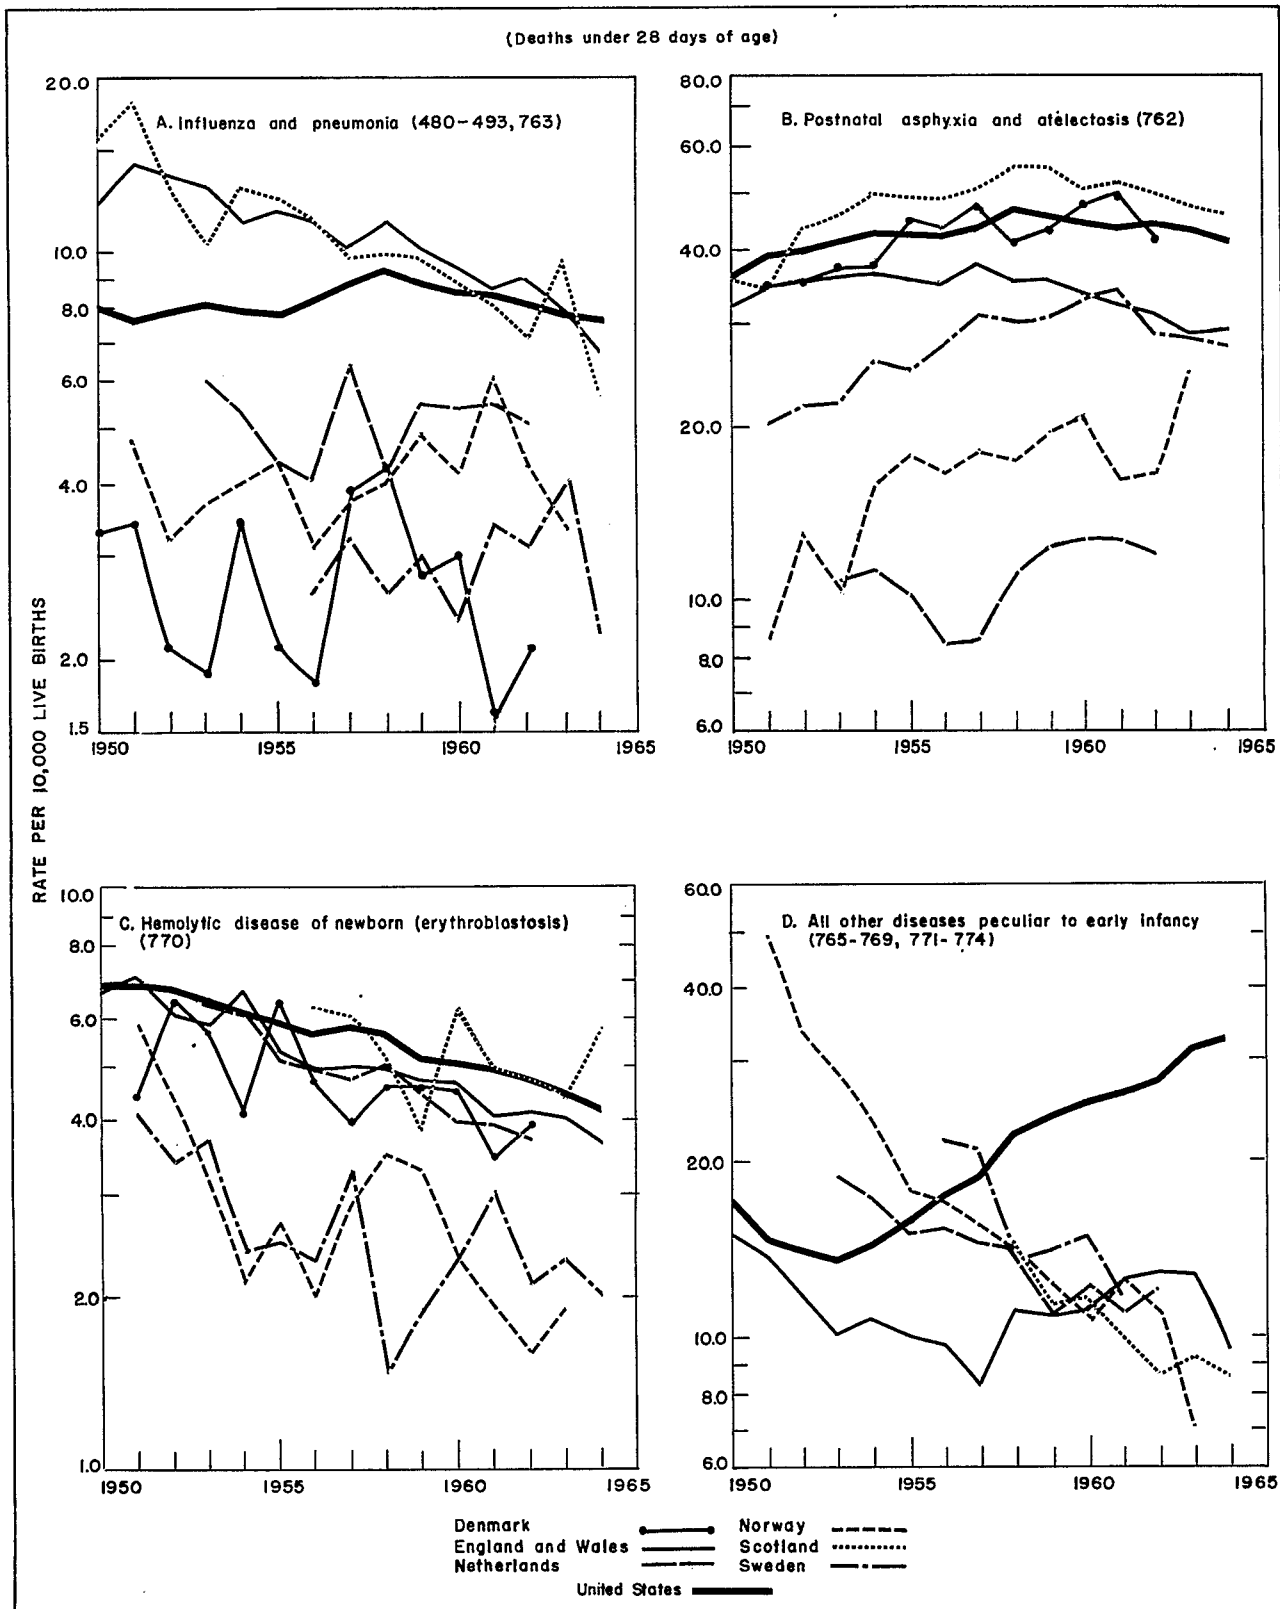 (Deaths under 28 days of age)
RATE PER 10,000 LIVE BIRTHS
A. Influenza and pneumonia (480-493, 763)
20.0
10.0
8.0
6.0
4.0
2.0
1.5
1950 1955 1960 1965
B. Postnatal asphyxia and atelectasis (762)
80.0
60.0
40.0
20.0
10.0
8.0
6.0
1950 1955 1960 1965
C. Hemolytic disease of newborn (erythroblastosis)
(770)
10.0
8.0
6.0
4.0
2.0
1.0
1950 1955 1960 1965
D. All other diseases peculiar to early infancy
(765-769, 771-774)
60.0
40.0
20.0
10.0
8.0
6.0
1950 1955 1960 1965
Denmark Norway
England and Wales Scotland
Netherlands Sweden
United States